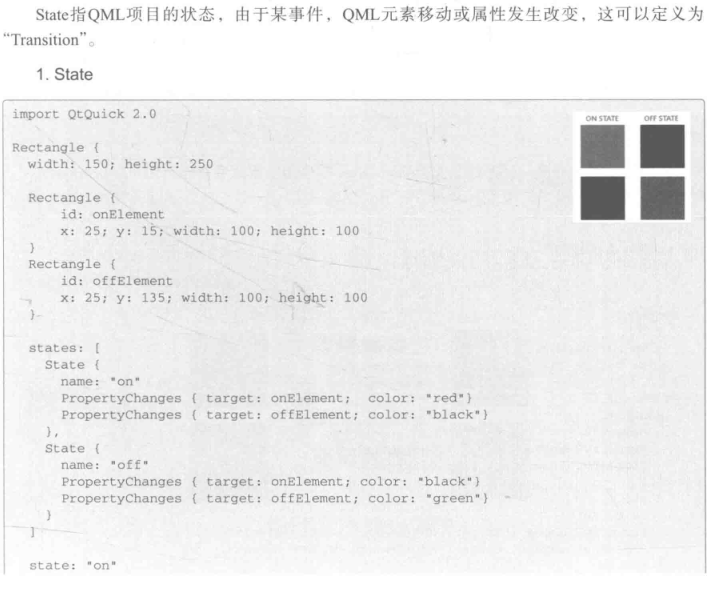 State指QML项目的状态，由于某事件，QML元素移动或属性发生改变，这可以定义为
“Transition”。
1. State
import QtQuick 2.0
ON STATE OFF STATE
Rectangle {
width: 150; height: 250
Rectangle {
id: onElement
x: 25; y: 15; width: 100; height: 100
}
Rectangle {
id: offElement
x: 25; y: 135; width: 100; height: 100
}
states: [
State {
name: "on"
PropertyChanges { target: onElement;  color: "red"}
PropertyChanges { target: offElement; color: "black"}
},
State {
name: "off"
PropertyChanges { target: onElement; color: "black"}
PropertyChanges { target: offElement; color: "green"}
}
]
state: "on"